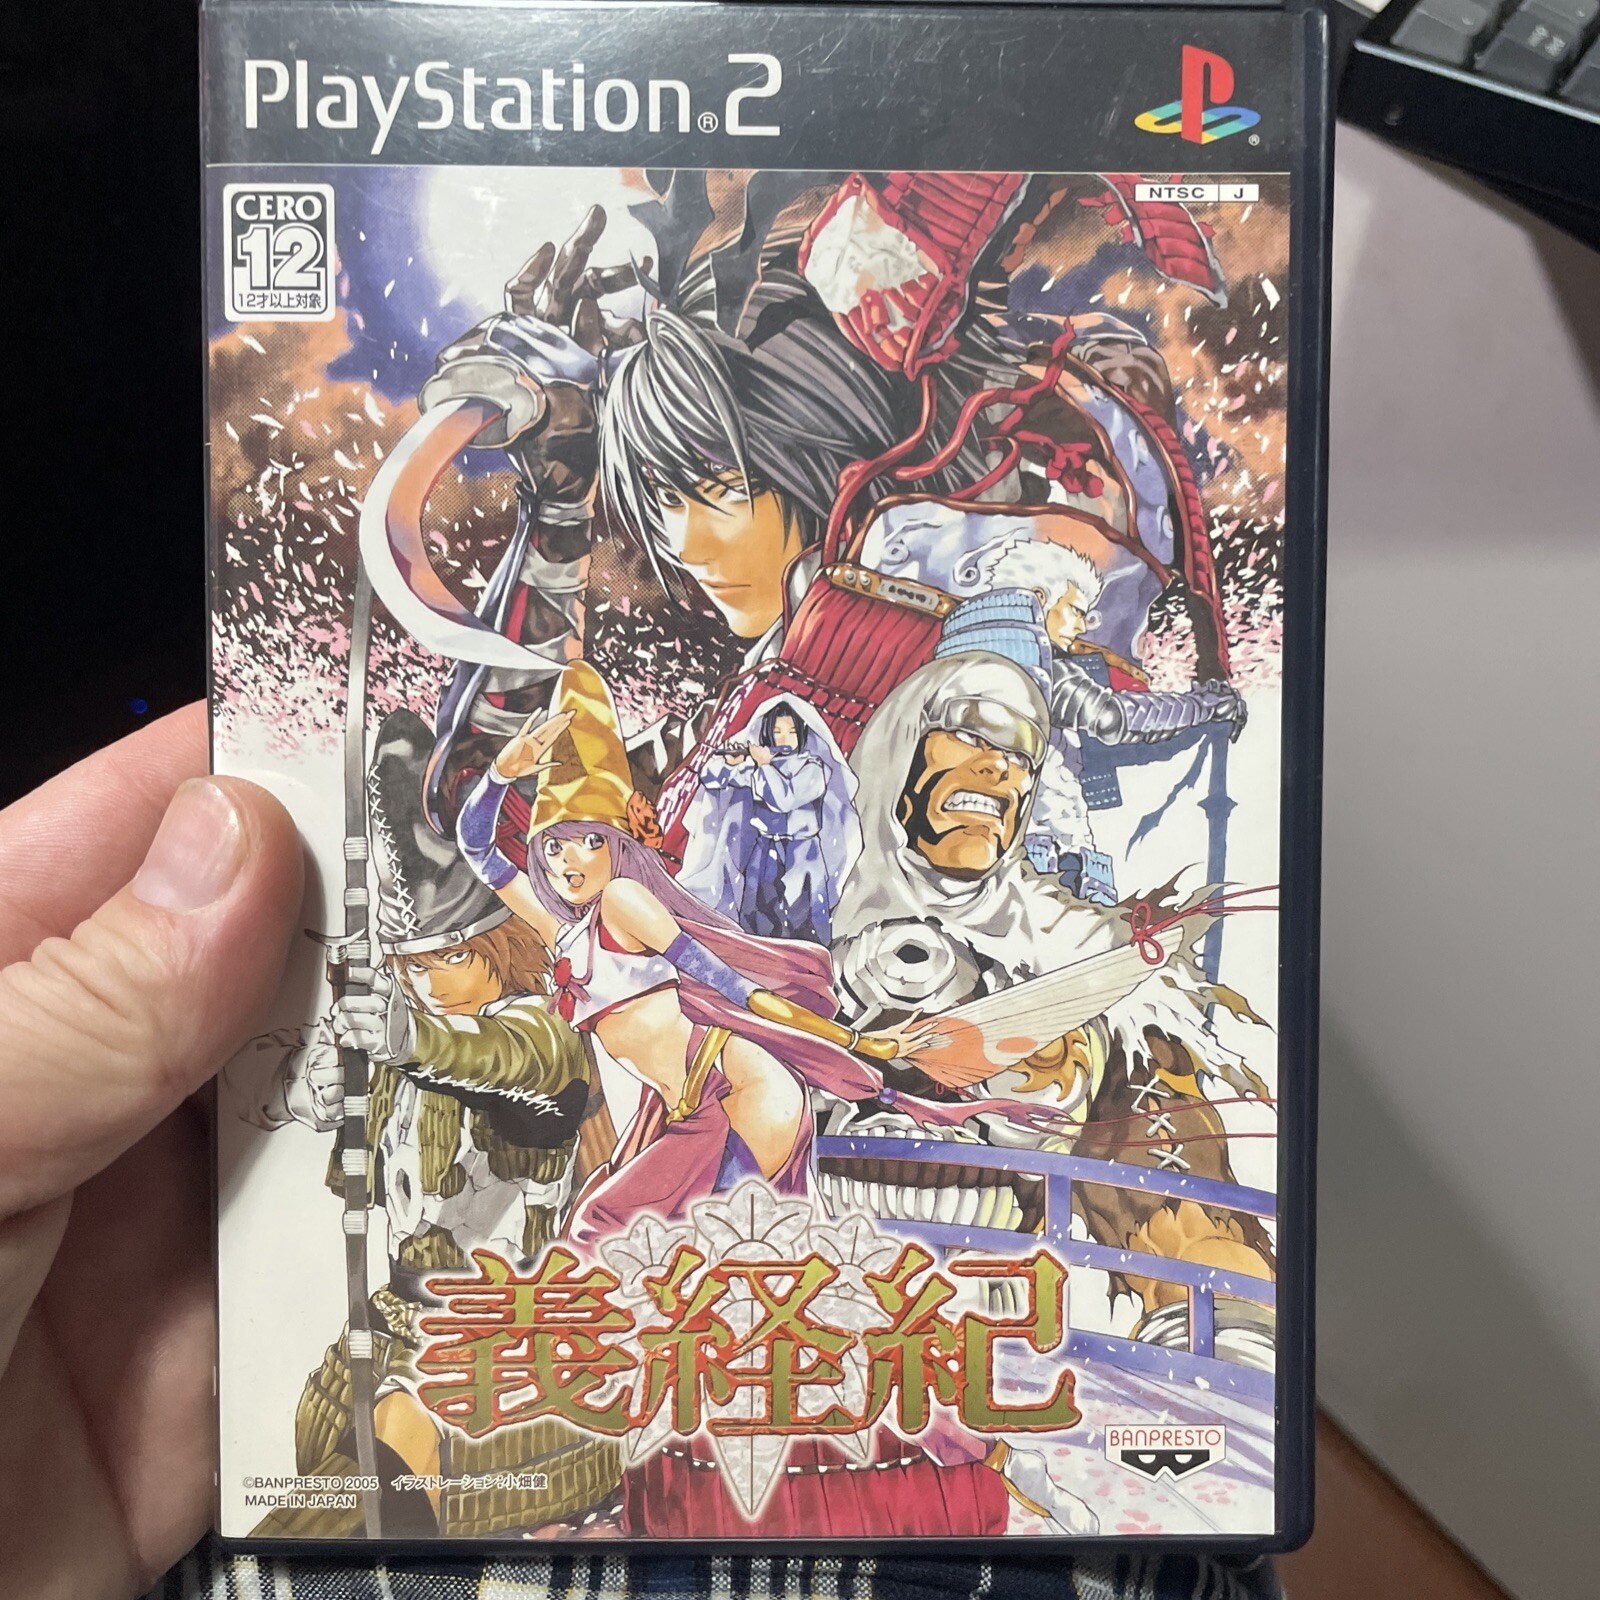 PlayStation®2
NTSC J
CERO
12
12才以上対象
義経紀
BANPRESTO
©BANPRESTO 2005 イラストレーション:小畑健
MADE IN JAPAN